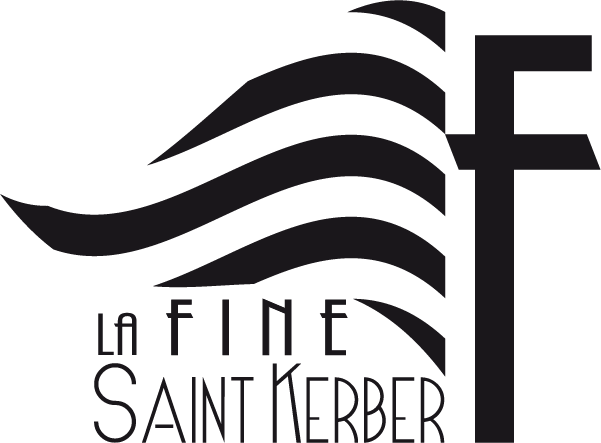 F
LA FINE
SAINT KERBER